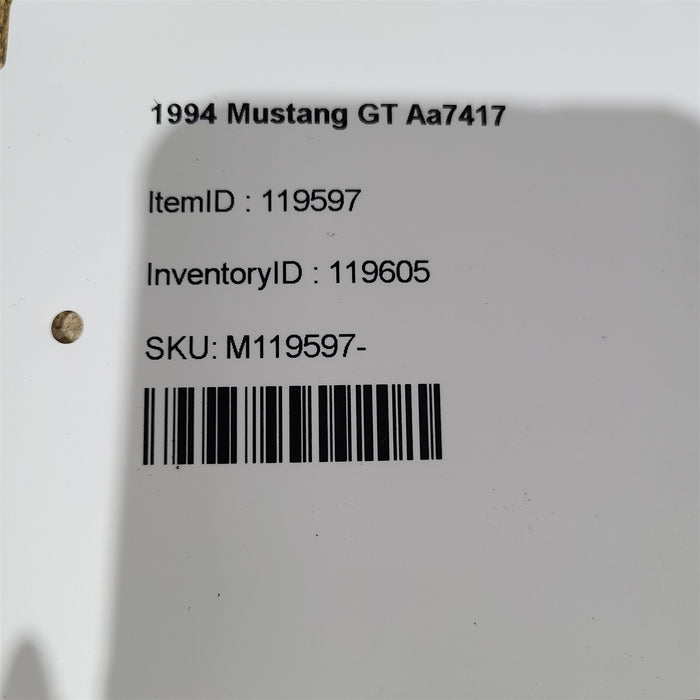 1994 Mustang GT Aa7417
ItemID : 119597
InventoryID : 119605
SKU: M119597-